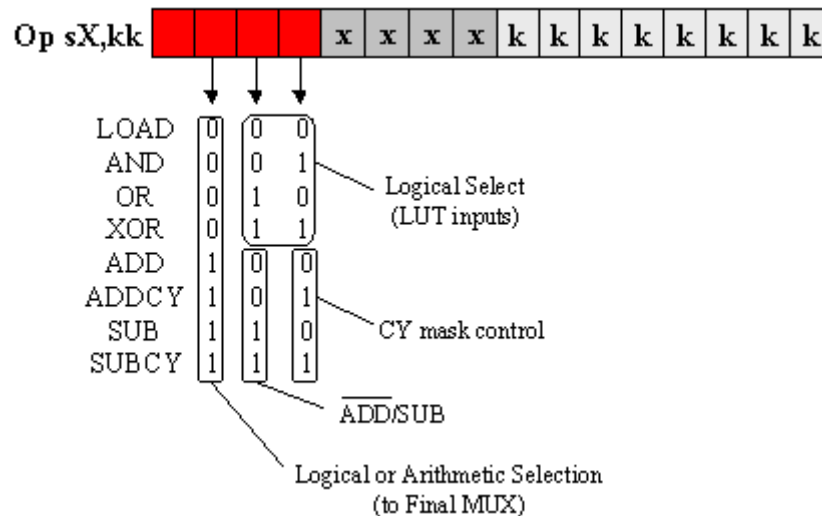 Op sX,kk x x x x k k k k k k k k
LOAD 0 0 0
AND 0 0 1
OR 0 1 0
XOR 0 1 1
ADD 1 0 0
ADDCY 1 0 1
SUB 1 1 0
SUBCY 1 1 1
Logical Select
(LUT inputs)
CY mask control
ADD/SUB
Logical or Arithmetic Selection
(to Final MUX)